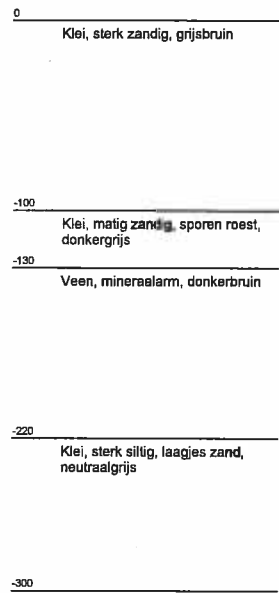 0
Klei, sterk zandig, grijsbruin
-100
Klei, matig zandig, sporen roest,
donkergrijs
-130
Veen, mineraalarm, donkerbruin
-220
Klei, sterk siltig, laagjes zand,
neutraalgrijs
-300